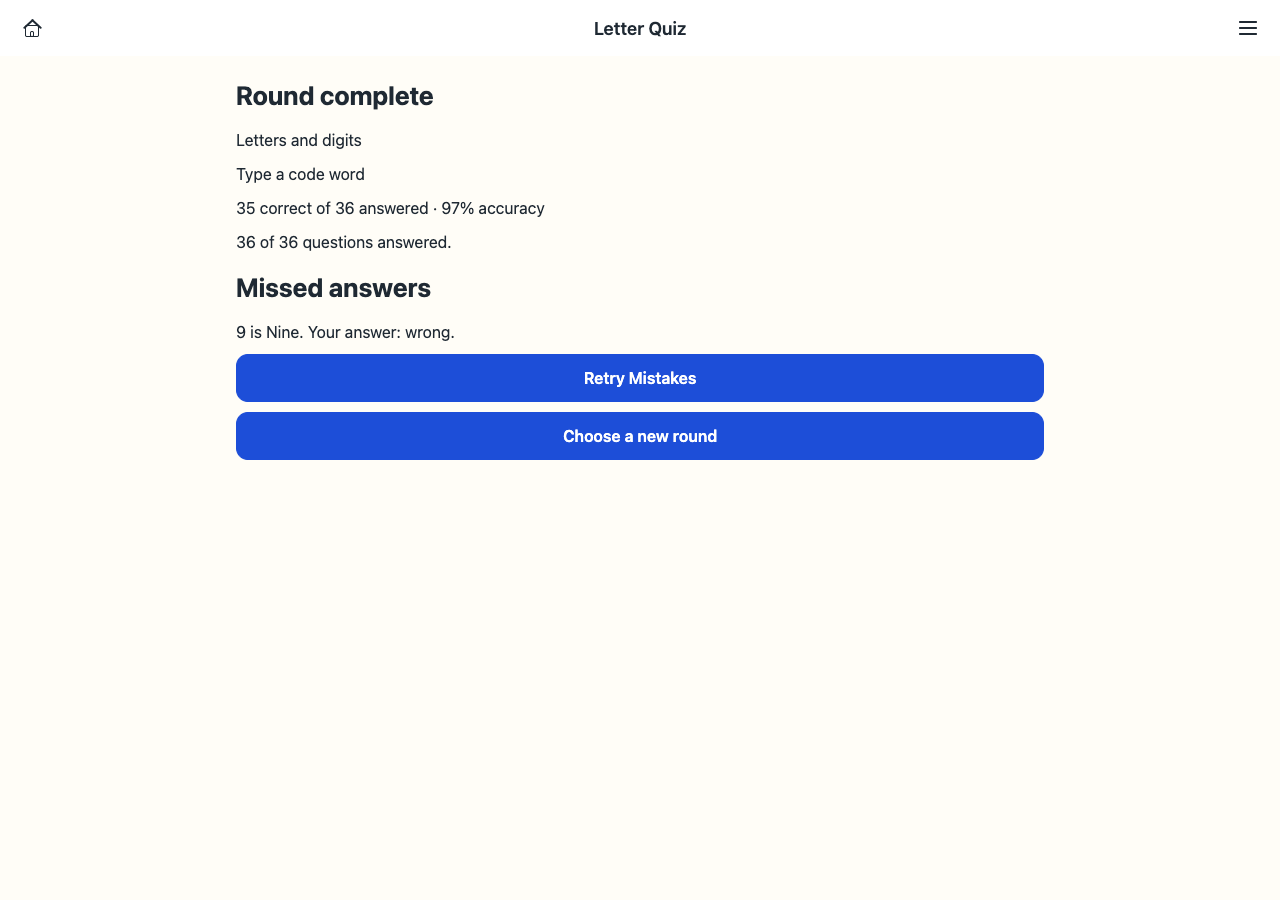 Letter Quiz
Round complete
Letters and digits
Type a code word
35 correct of 36 answered · 97% accuracy
36 of 36 questions answered.
Missed answers
9 is Nine. Your answer: wrong.
Retry Mistakes
Choose a new round